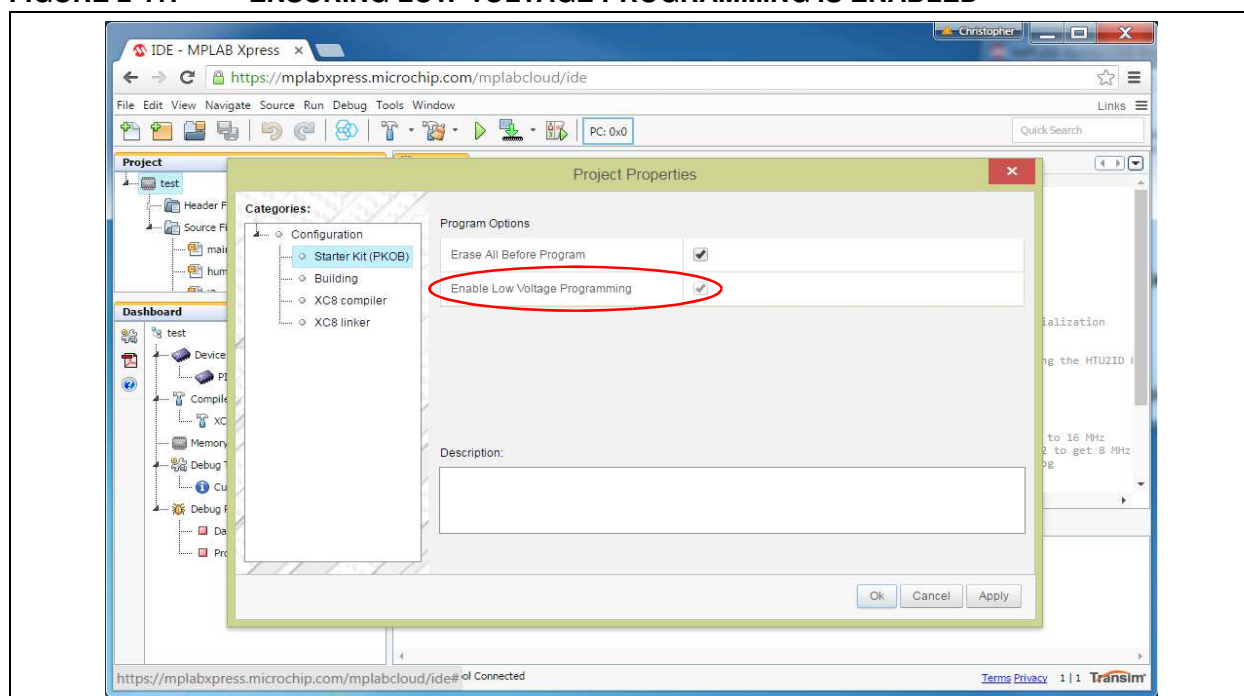 ENSURING LOW VOLTAGE PROGRAMMING IS ENABLED
Christopher
IDE - MPLAB Xpress
https://mplabxpress.microchip.com/mplabcloud/ide
File Edit View Navigate Source Run Debug Tools Window
Links
PC: 0x0
Quick Search
Project
test
Header F
Source Fi
mai
hum
Project Properties
Categories:
Configuration
Starter Kit (PKOB)
Building
XC8 compiler
XC8 linker
Program Options
Erase All Before Program
Enable Low Voltage Programming
Description:
Ok Cancel Apply
Dashboard
test
Device
PI
Compile
XC
Memory
Debug T
Cu
Debug R
Da
Pro
ialization
ng the HTU2ID
to 16 MHz
2 to get 8 MHz
https://mplabxpress.microchip.com/mplabcloud/ide#
ol Connected
Terms Privacy 1 | 1 Transim